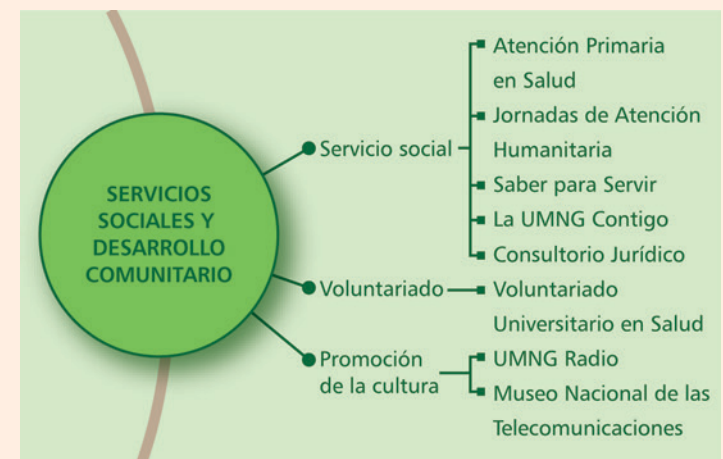 SERVICIOS
SOCIALES Y
DESARROLLO
COMUNITARIO
Servicio social
Atención Primaria
en Salud
Jornadas de Atención
Humanitaria
Saber para Servir
La UMNG Contigo
Consultorio Jurídico
Voluntariado
Voluntariado
Universitario en Salud
Promoción
de la cultura
UMNG Radio
Museo Nacional de las
Telecomunicaciones